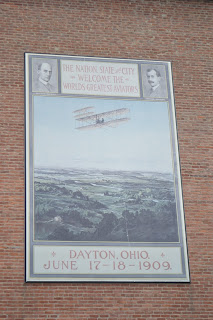 THE NATION, STATE AND CITY
WELCOME THE
WORLD'S GREATEST AVIATORS
DAYTON, OHIO.
JUNE 17-18-1909.